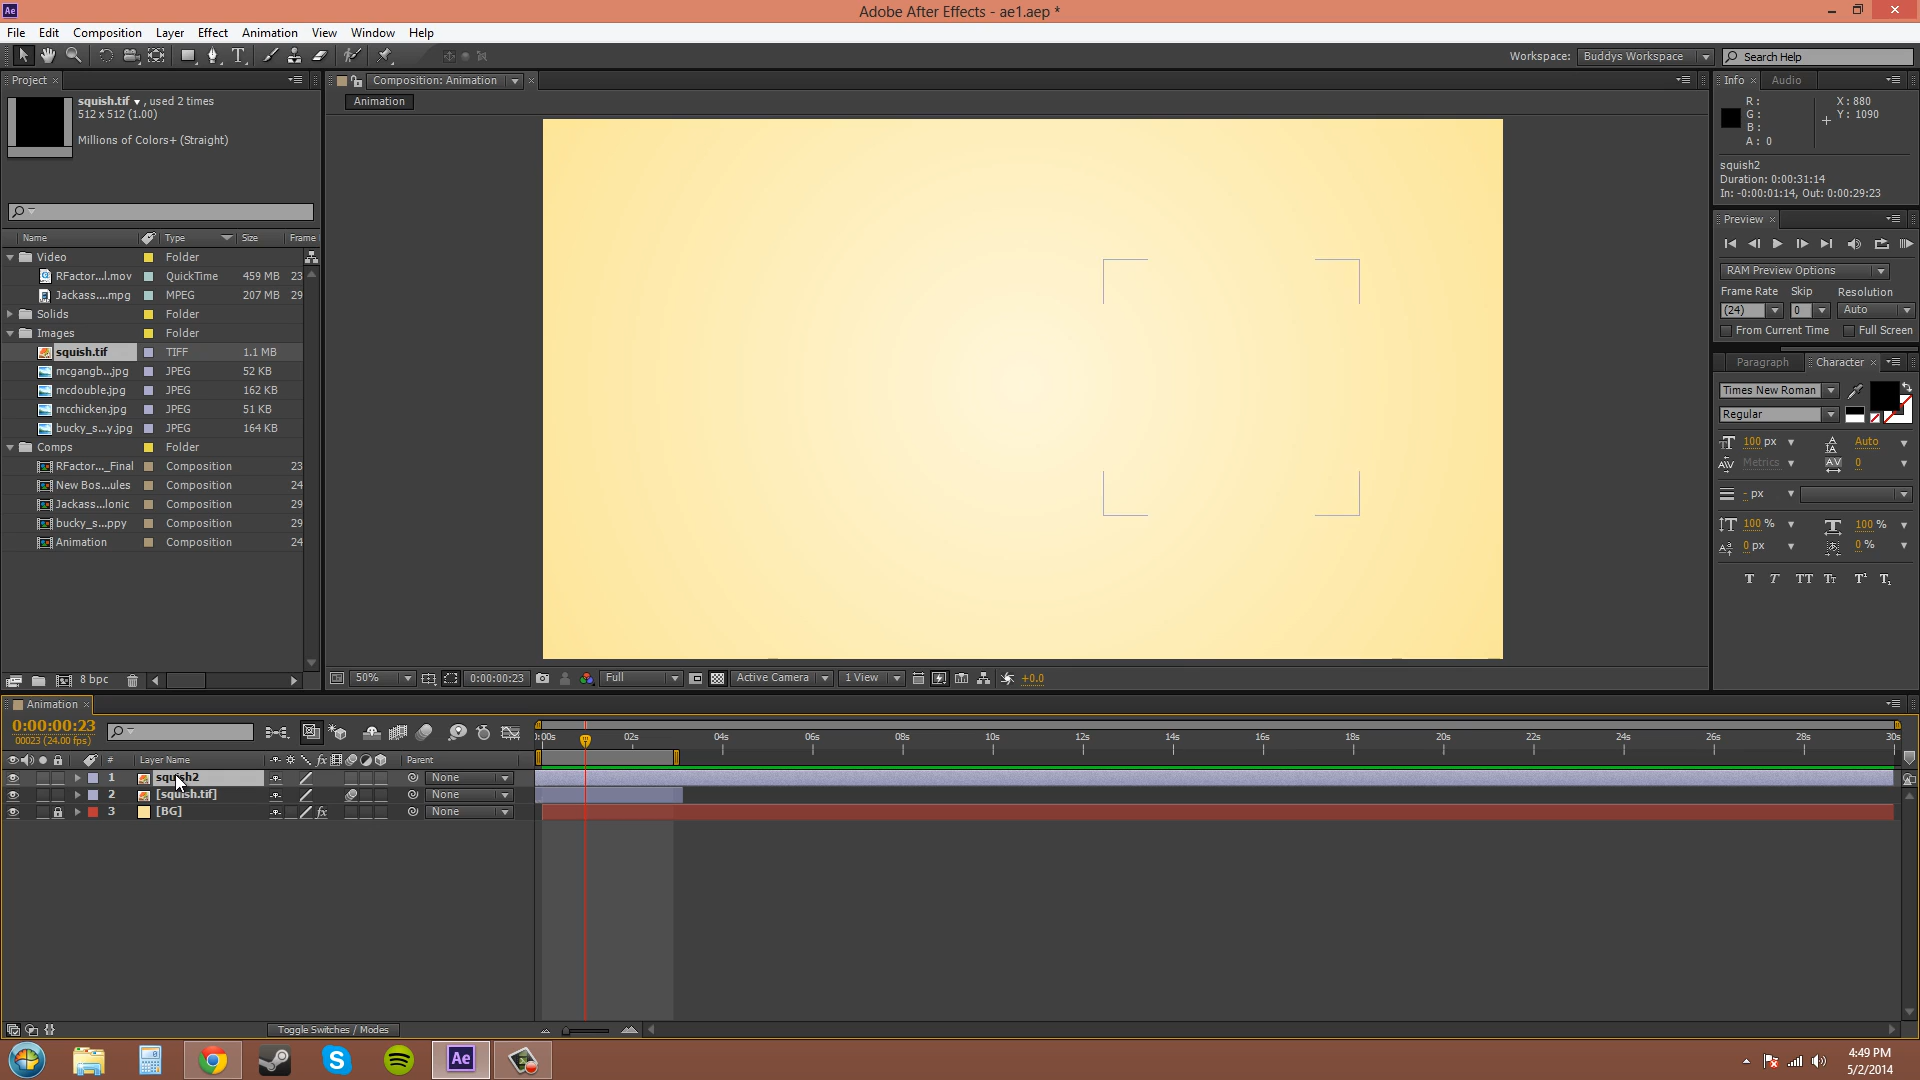 Ae
Adobe After Effects - ae1.aep *
File Edit Composition Layer Effect Animation View Window Help
Workspace: Buddys Workspace Search Help
Project
squish.tif , used 2 times
512 x 512 (1.00)
Millions of Colors+ (Straight)
Name Type Size Frame
Video Folder
RFactor...l.mov QuickTime 459 MB 23
Jackass....mpg MPEG 207 MB 29
Solids Folder
Images Folder
squish.tif TIFF 1.1 MB
mcgangb...jpg JPEG 52 KB
mcdouble.jpg JPEG 162 KB
mcchicken.jpg JPEG 51 KB
bucky_s...y.jpg JPEG 164 KB
Comps Folder
RFactor..._Final Composition 23
New Bos...ules Composition 24
Jackass...lonic Composition 29
bucky_s...ppy Composition 29
Animation Composition 24
8 bpc
Composition: Animation
Animation
50% 0:00:00:23 Full Active Camera 1 View +0.0
Info Audio
R: X: 880
G: Y: 1090
B:
A: 0
squish2
Duration: 0:00:31:14
In: -0:00:01:14, Out: 0:00:29:23
Preview
RAM Preview Options
Frame Rate Skip Resolution
(24) 0 Auto
From Current Time Full Screen
Paragraph Character
Times New Roman
Regular
100 px Auto
Metrics 0
- px
100 % 100 %
0 px 0 %
T T TT Tt T¹ T₁
Animation
0:00:00:23
00023 (24.00 fps)
# Layer Name Parent
1 squish2 None
2 [squish.tif] None
3 [BG] fx None
:00s 02s 04s 06s 08s 10s 12s 14s 16s 18s 20s 22s 24s 26s 28s 30s
Toggle Switches / Modes
Ae
4:49 PM
5/2/2014